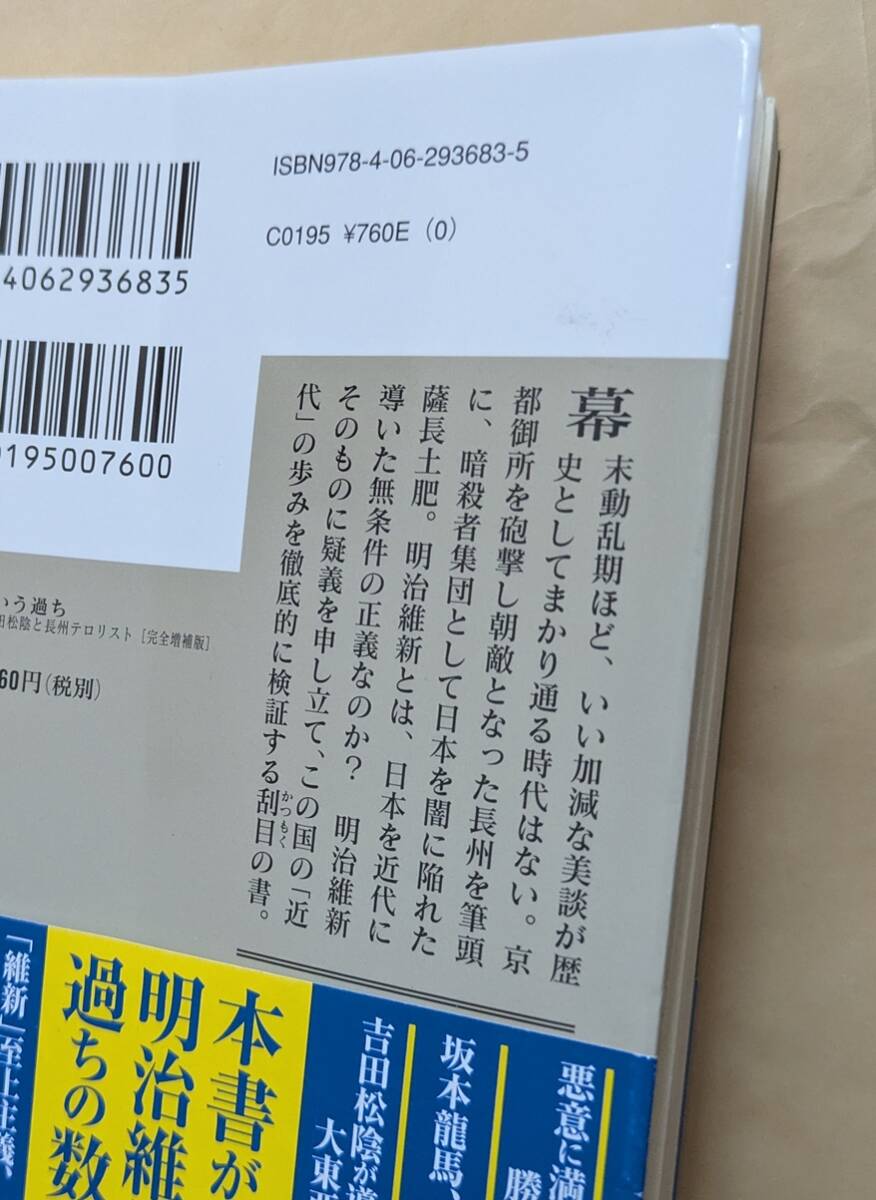 ISBN978-4-06-293683-5
C0195 ¥760E (0)
4062936835
195007600
幕末動乱期ほど、いい加減な美談が歴
史としてまかり通る時代はない。京
都御所を砲撃し朝敵となった長州を筆頭
に、暗殺者集団として日本を闇に陥れた
薩長土肥。明治維新とは、日本を近代に
導いた無条件の正義なのか? 明治維新
そのものに疑義を申し立て、この国の「近
代」の歩みを徹底的に検証する刮目の書。
かつもく
いう過ち
田松陰と長州テロリスト［完全増補版］
60円(税別)
悪意に満
勝
坂本龍馬、
吉田松陰が導
大東亜
本書が
明治維
過ちの数
「維新」至上主義、